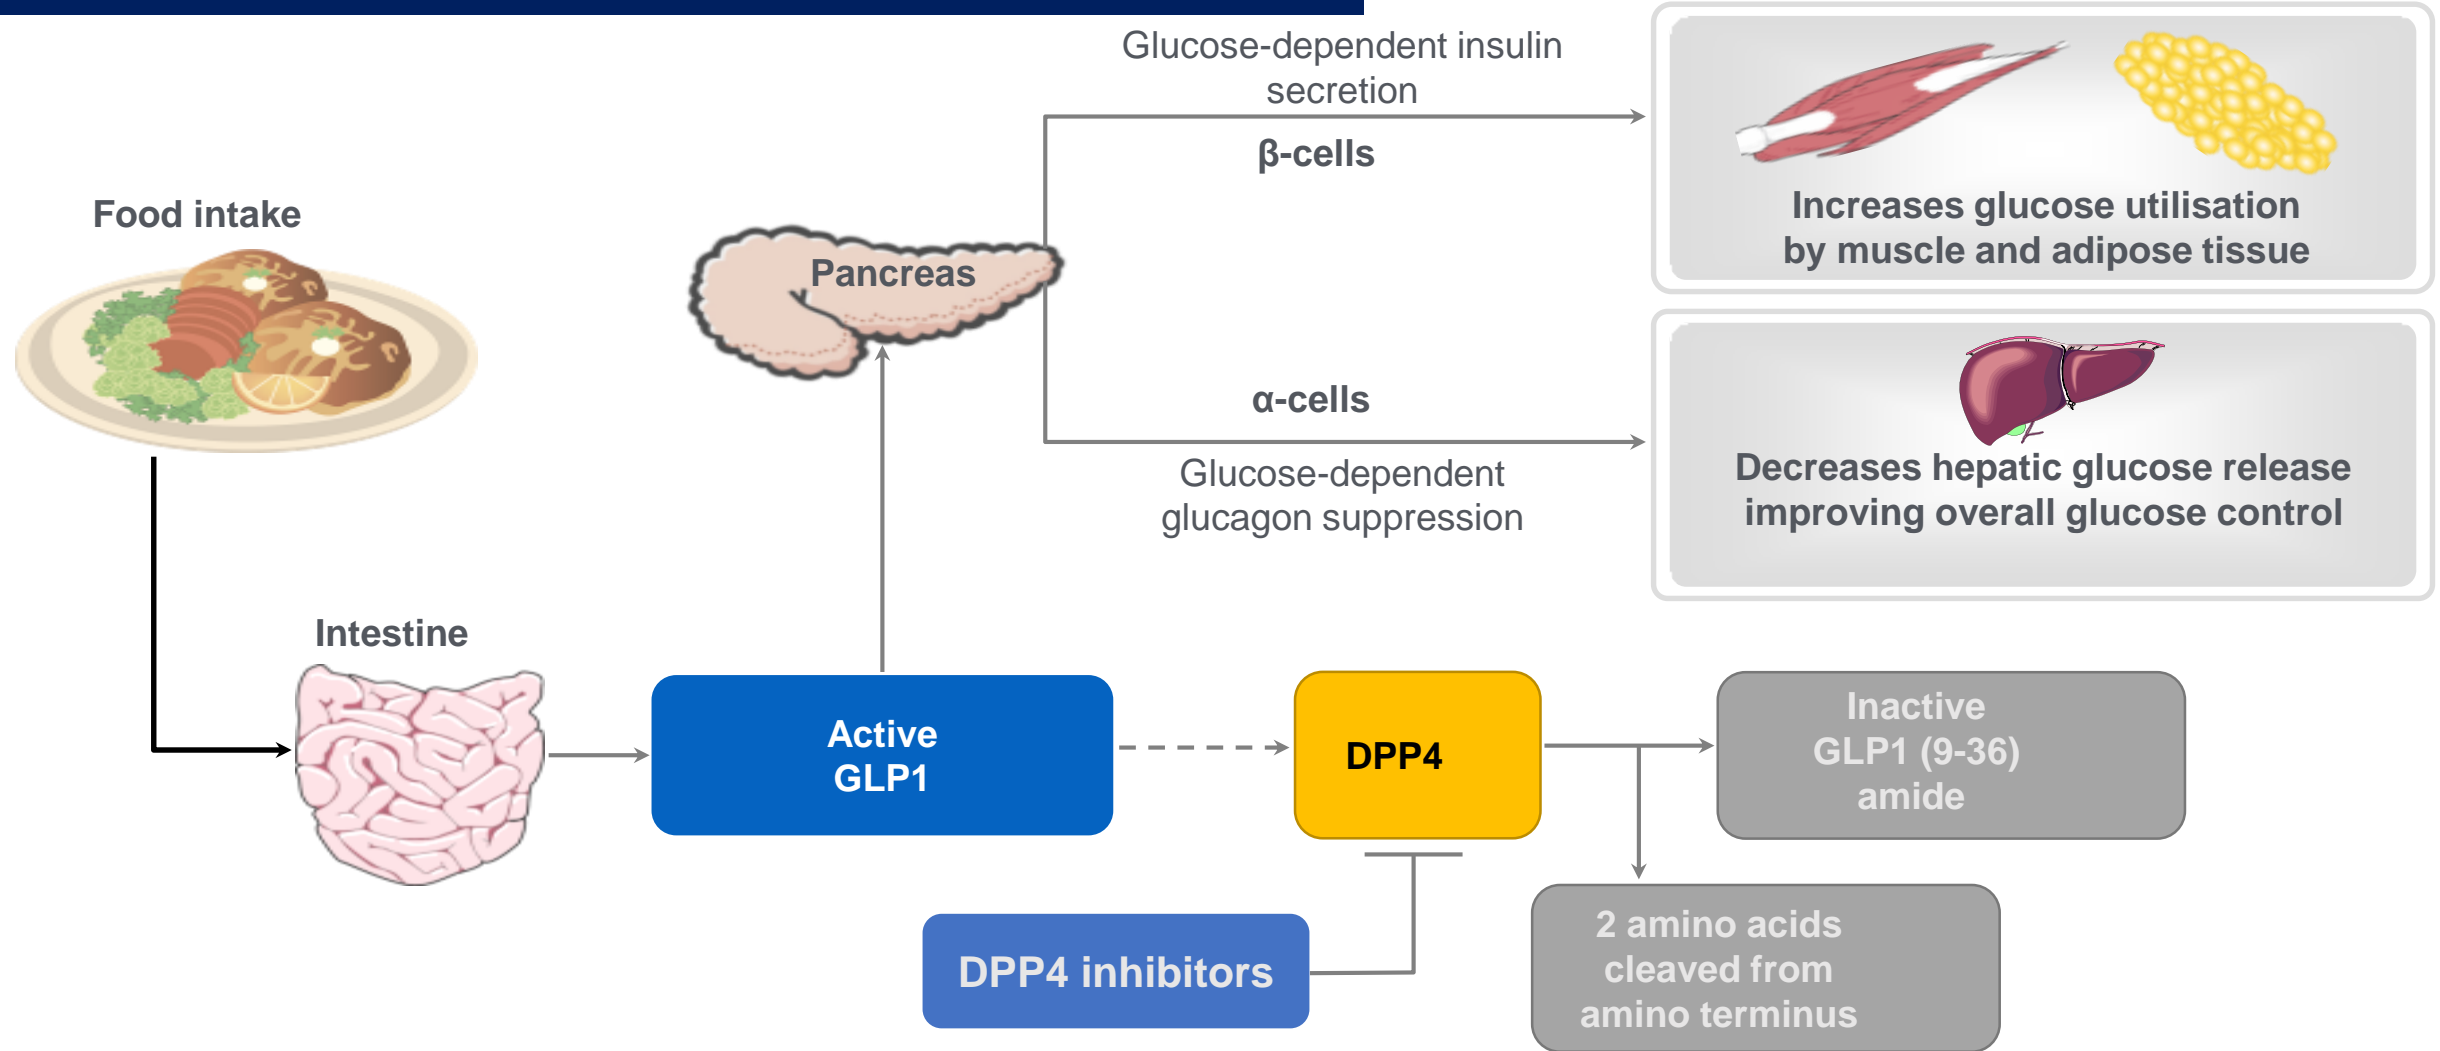 Glucose-dependent insulin
secretion
β-cells
Increases glucose utilisation
by muscle and adipose tissue
Food intake
Pancreas
α-cells
Glucose-dependent
glucagon suppression
Decreases hepatic glucose release
improving overall glucose control
Intestine
Active
GLP1
DPP4
Inactive
GLP1 (9-36)
amide
DPP4 inhibitors
2 amino acids
cleaved from
amino terminus